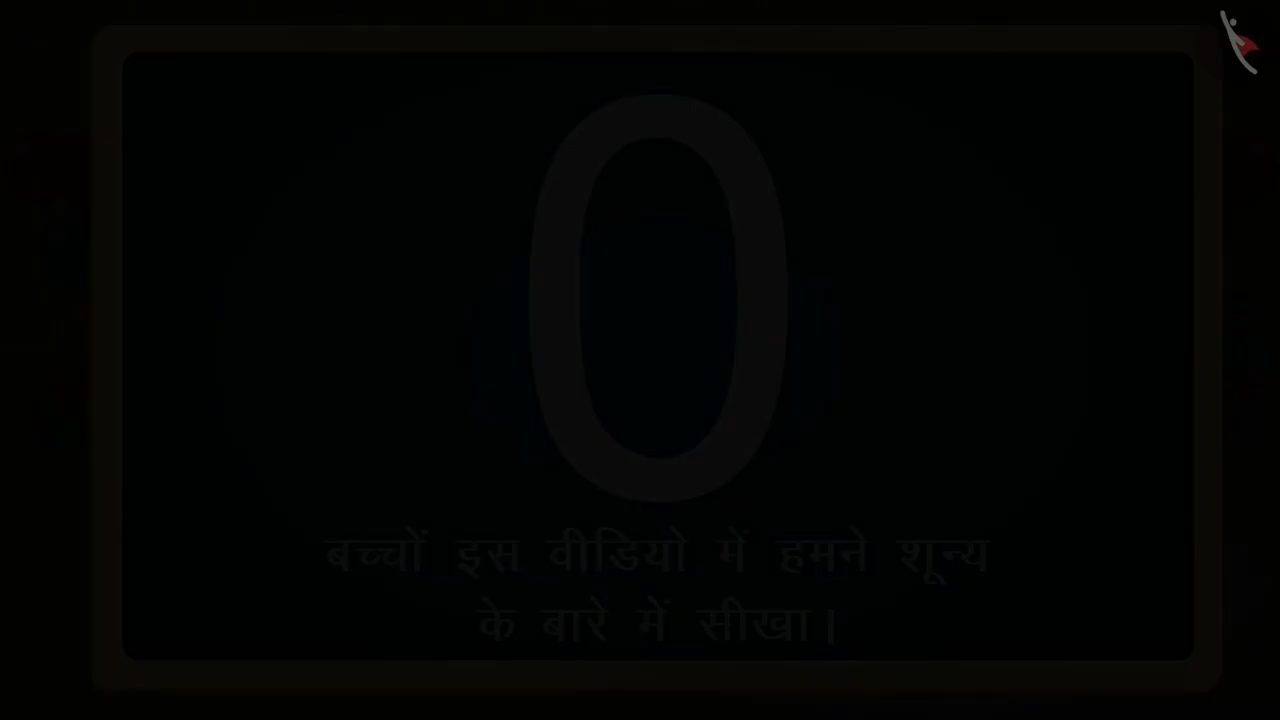 0
बच्चों इस वीडियो में हमने शून्य
के बारे में सीखा|